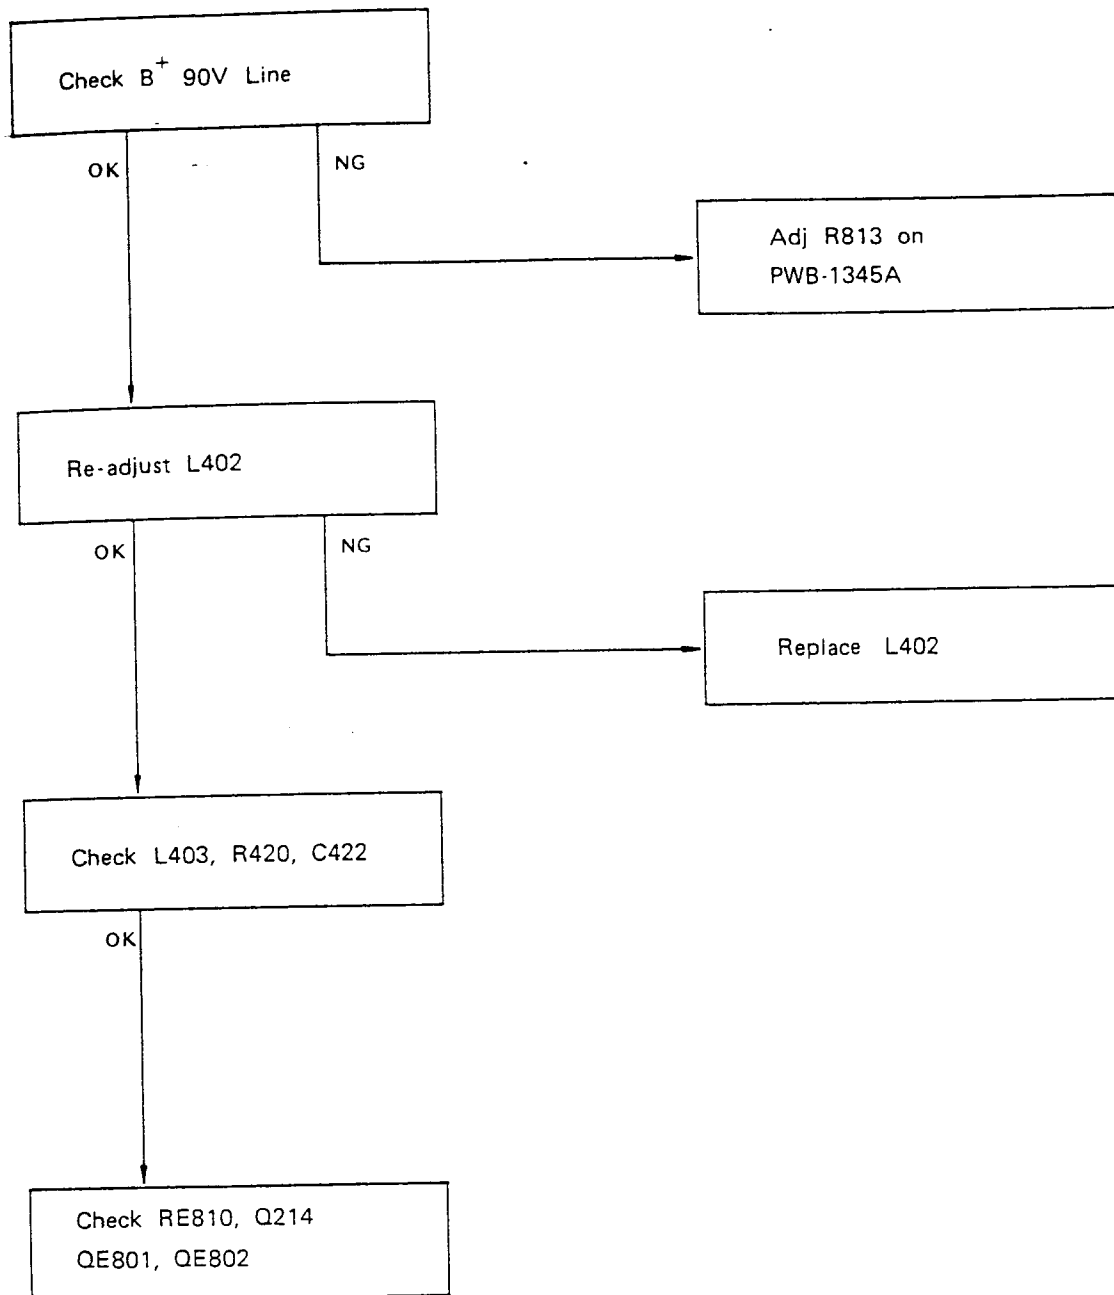 Check B+ 90V Line
OK
NG
Adj R813 on
PWB-1345A
Re-adjust L402
OK
NG
Replace L402
Check L403, R420, C422
OK
Check RE810, Q214
QE801, QE802